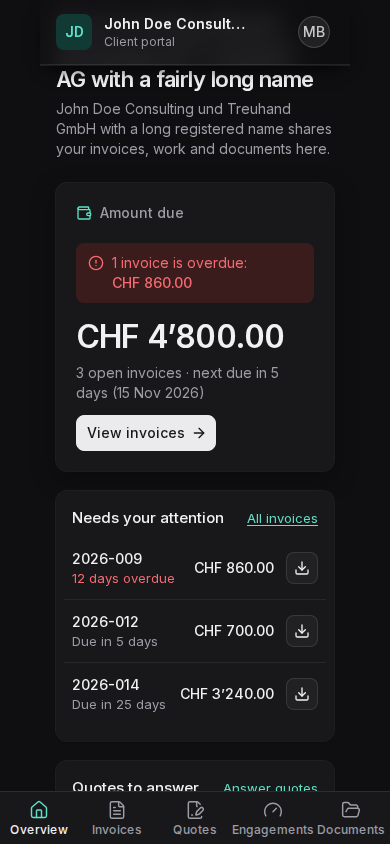 JD
John Doe Consult…
Client portal
MB
AG with a fairly long name
John Doe Consulting und Treuhand
GmbH with a long registered name shares
your invoices, work and documents here.
Amount due
1 invoice is overdue:
CHF 860.00
CHF 4’800.00
3 open invoices · next due in 5
days (15 Nov 2026)
View invoices →
Needs your attention
All invoices
2026-009
12 days overdue
CHF 860.00
2026-012
Due in 5 days
CHF 700.00
2026-014
Due in 25 days
CHF 3’240.00
Quotes to answer
Answer quotes
Overview
Invoices
Quotes
Engagements
Documents